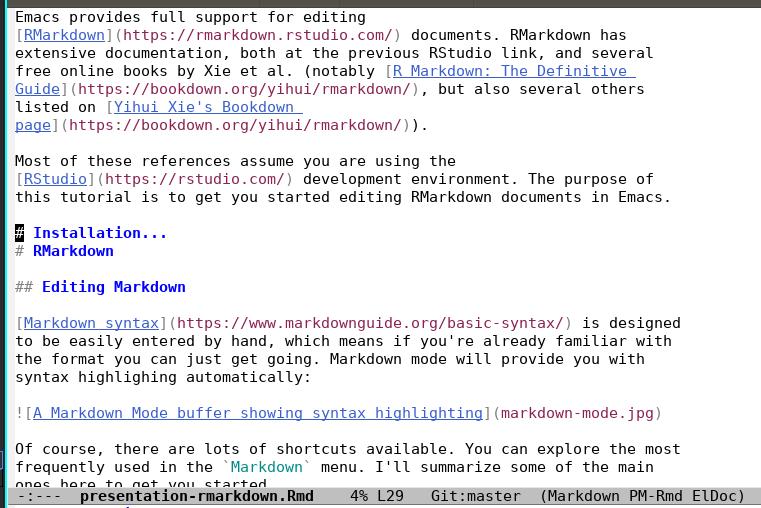 Emacs provides full support for editing
[RMarkdown](https://rmarkdown.rstudio.com/) documents. RMarkdown has
extensive documentation, both at the previous RStudio link, and several
free online books by Xie et al. (notably [R Markdown: The Definitive
Guide](https://bookdown.org/yihui/rmarkdown/), but also several others
listed on [Yihui Xie's Bookdown
page](https://bookdown.org/yihui/rmarkdown/)).
Most of these references assume you are using the
[RStudio](https://rstudio.com/) development environment. The purpose of
this tutorial is to get you started editing RMarkdown documents in Emacs.
# Installation...
# RMarkdown
## Editing Markdown
[Markdown syntax](https://www.markdownguide.org/basic-syntax/) is designed
to be easily entered by hand, which means if you're already familiar with
the format you can just get going. Markdown mode will provide you with
syntax highlighing automatically:
![A Markdown Mode buffer showing syntax highlighting](markdown-mode.jpg)
Of course, there are lots of shortcuts available. You can explore the most
frequently used in the `Markdown` menu. I'll summarize some of the main
ones here to get you started
-:---  presentation-rmarkdown.Rmd    4% L29   Git:master  (Markdown PM-Rmd ElDoc)